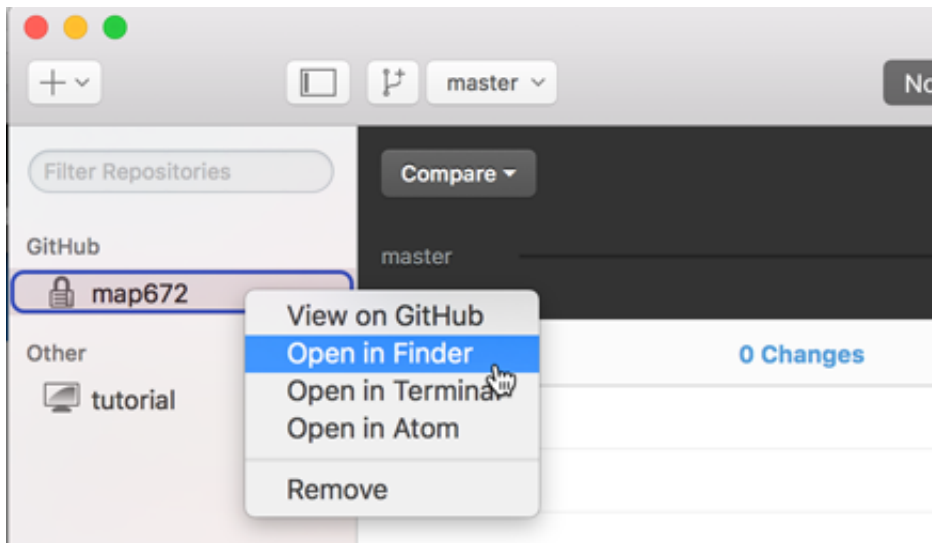 master
No
Filter Repositories
Compare
GitHub
master
map672
View on GitHub
Open in Finder
Open in Terminal
Open in Atom
Remove
Other
tutorial
0 Changes